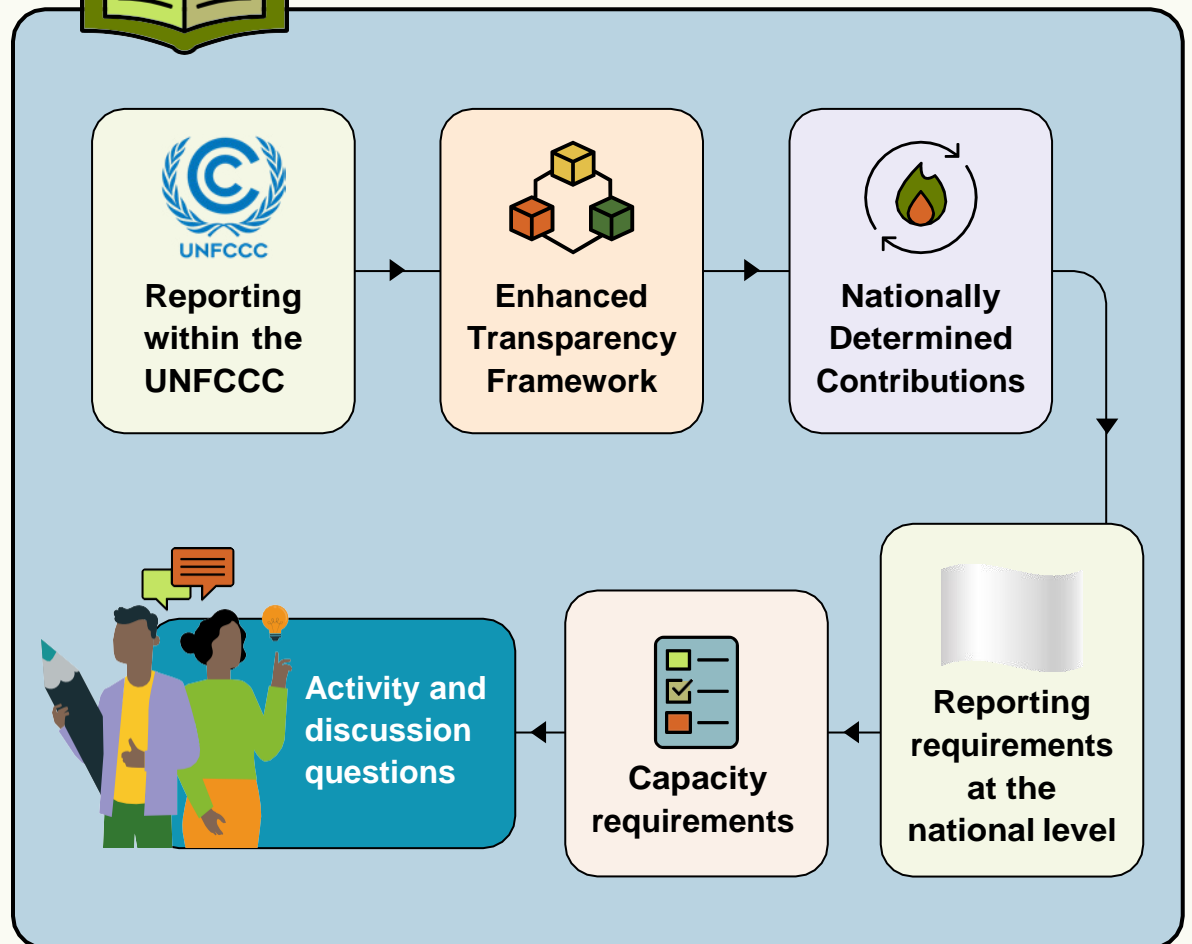 UNFCCC
Reporting
within the
UNFCCC
Enhanced
Transparency
Framework
Nationally
Determined
Contributions
Reporting
requirements
at the
national level
Capacity
requirements
Activity and
discussion
questions